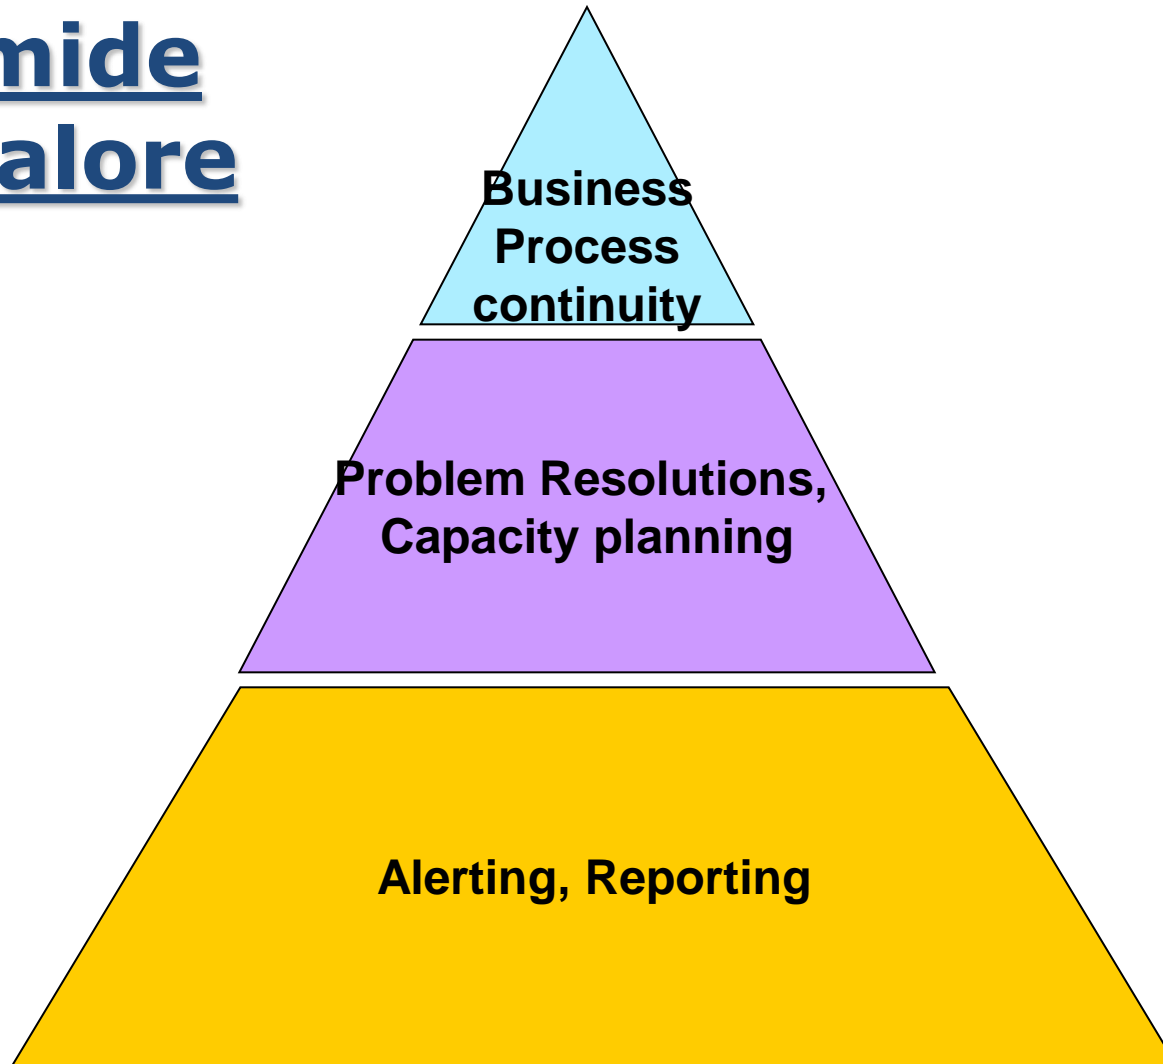 mide
alore
Business
Process
continuity
Problem Resolutions,
Capacity planning
Alerting, Reporting